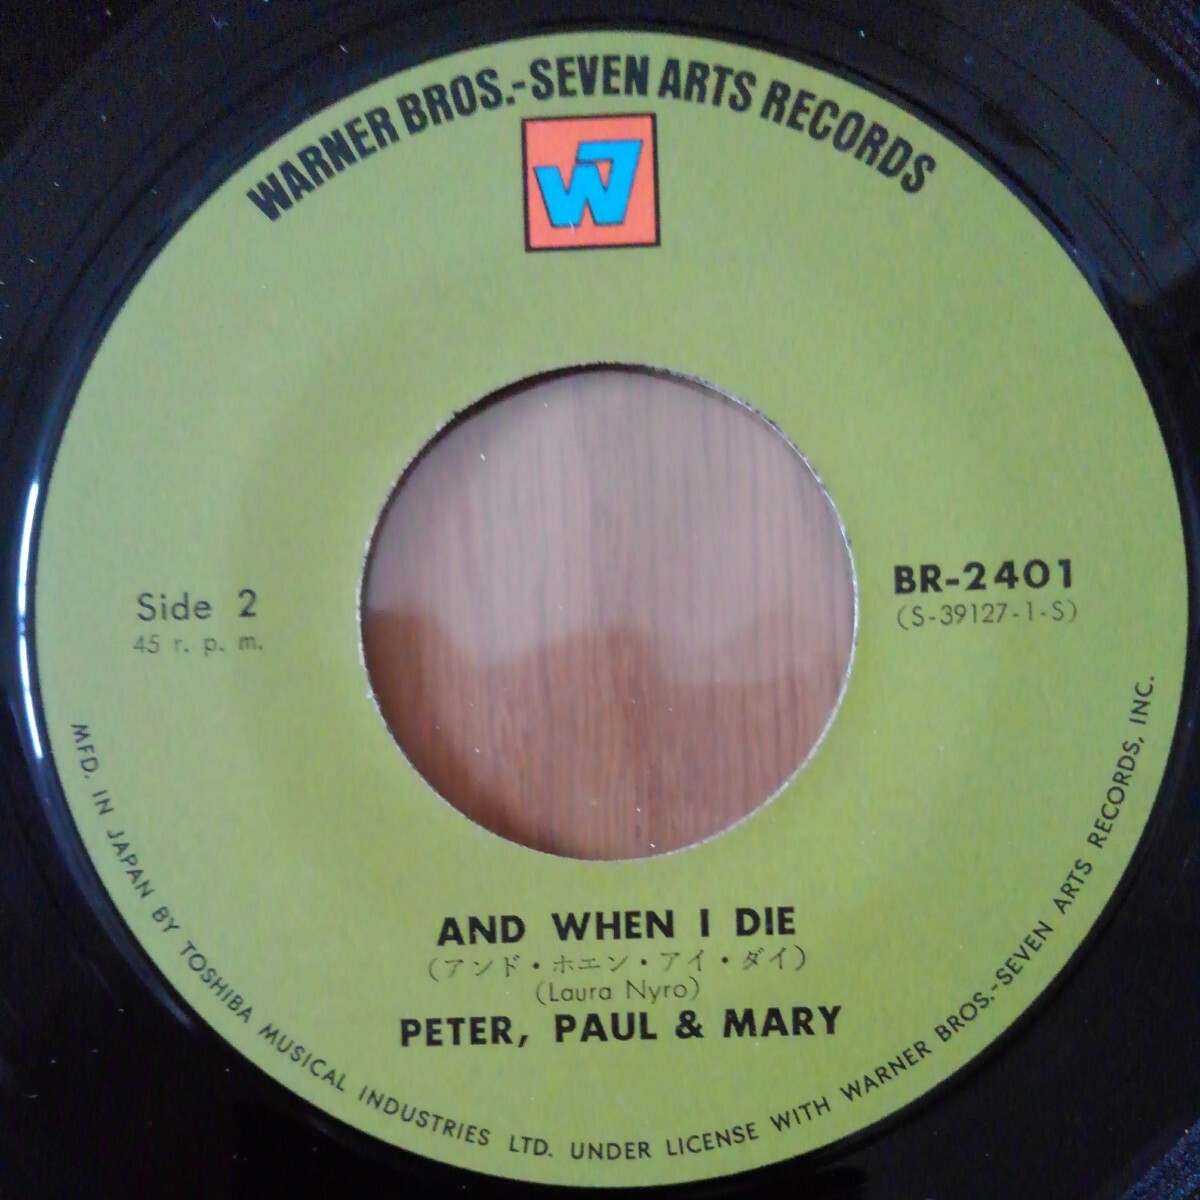 WARNER BROS.-SEVEN ARTS RECORDS
W7
Side 2
45 r. p. m.
BR-2401
(S-39127-1-S)
AND WHEN I DIE
(アンド・ホエン・アイ・ダイ)
(Laura Nyro)
PETER, PAUL & MARY
MFD. IN JAPAN BY TOSHIBA MUSICAL INDUSTRIES LTD. UNDER LICENSE WITH WARNER BROS.-SEVEN ARTS RECORDS, INC.